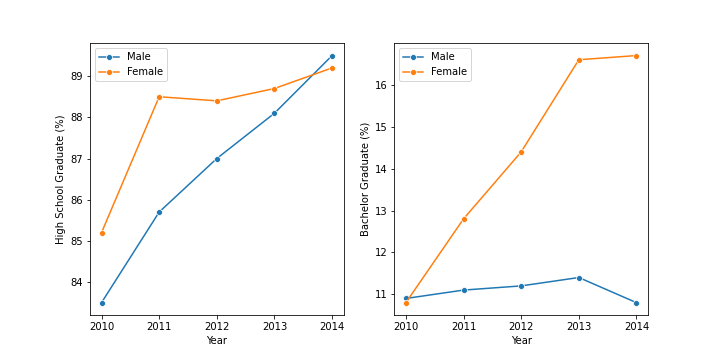 Male
Female
89
88
87
86
85
84
High School Graduate (%)
2010 2011 2012 2013 2014
Year
Male
Female
16
15
14
13
12
11
Bachelor Graduate (%)
2010 2011 2012 2013 2014
Year